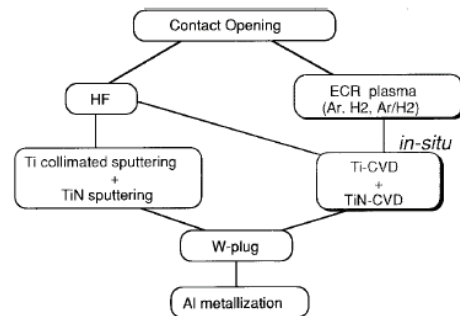 Contact Opening
HF
ECR plasma
(Ar. H2, Ar/H2)
in-situ
Ti collimated sputtering
+
TiN sputtering
Ti-CVD
+
TiN-CVD
W-plug
Al metallization